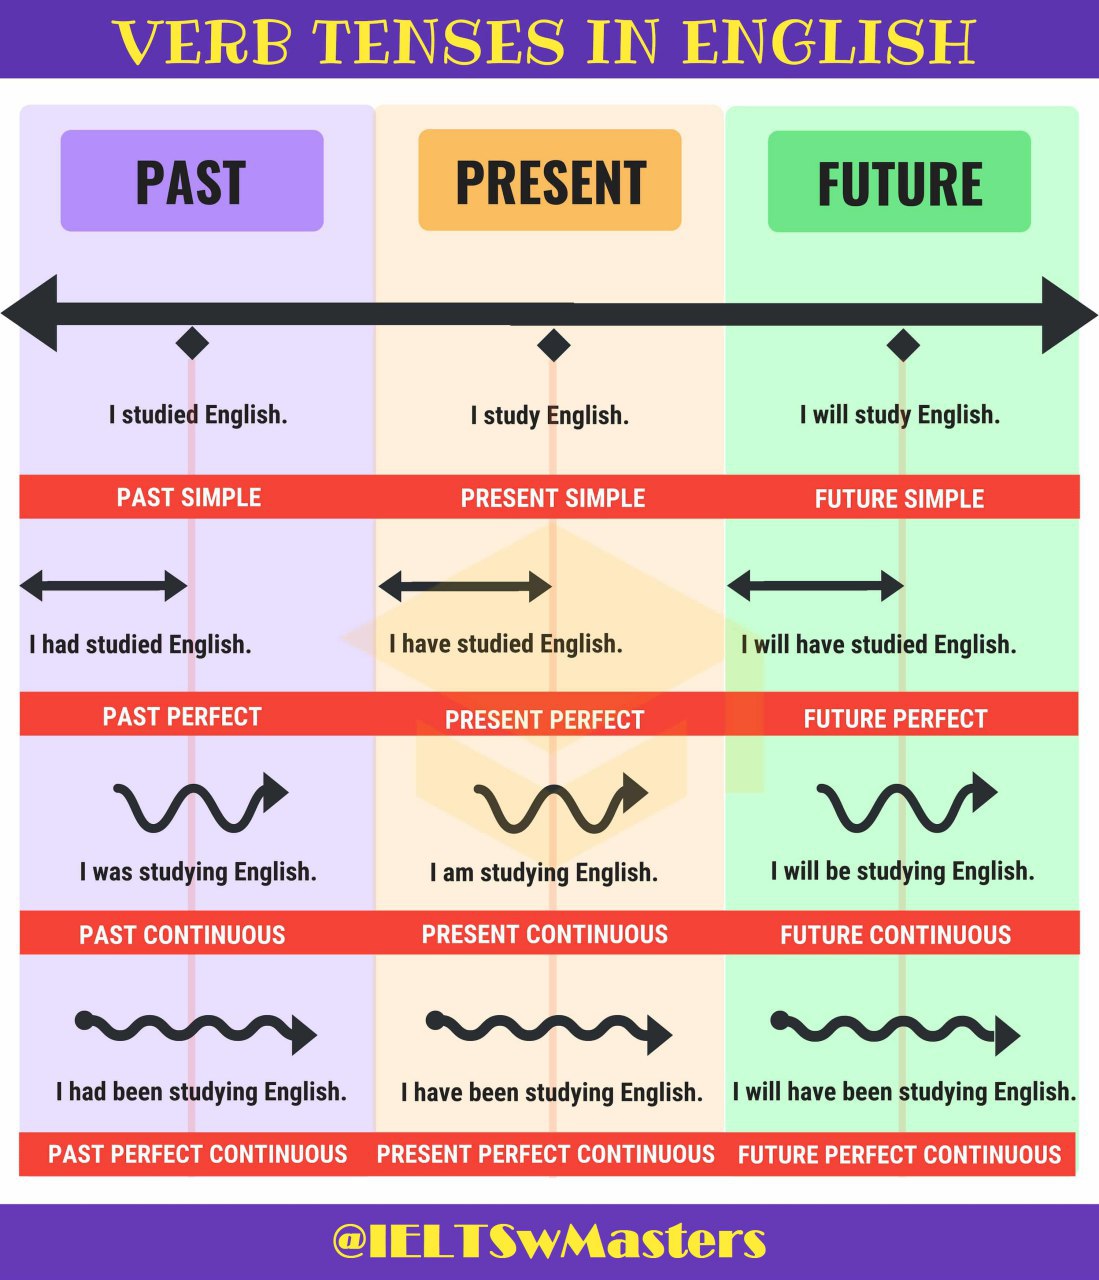 VERB TENSES IN ENGLISH
PAST
PRESENT
FUTURE
I studied English.
I study English.
I will study English.
PAST SIMPLE
PRESENT SIMPLE
FUTURE SIMPLE
I had studied English.
I have studied English.
I will have studied English.
PAST PERFECT
PRESENT PERFECT
FUTURE PERFECT
I was studying English.
I am studying English.
I will be studying English.
PAST CONTINUOUS
PRESENT CONTINUOUS
FUTURE CONTINUOUS
I had been studying English.
I have been studying English.
I will have been studying English.
PAST PERFECT CONTINUOUS
PRESENT PERFECT CONTINUOUS
FUTURE PERFECT CONTINUOUS
@IELTSwMasters